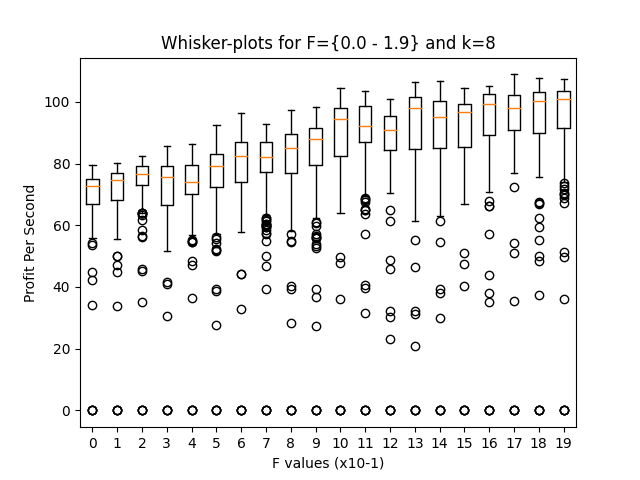 Whisker-plots for F={0.0 - 1.9} and k=8
Profit Per Second
100
80
60
40
20
0
0 1 2 3 4 5 6 7 8 9 10 11 12 13 14 15 16 17 18 19
F values (x10-1)